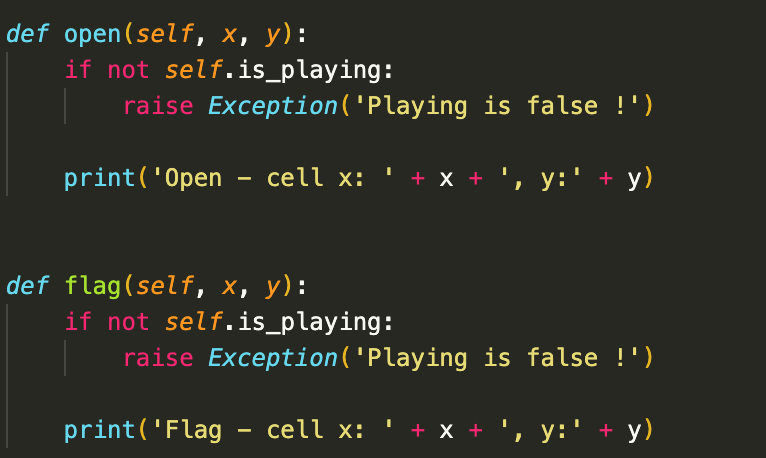 def open(self, x, y):
    if not self.is_playing:
        raise Exception('Playing is false !')
    print('Open - cell x: ' + x + ', y:' + y)
def flag(self, x, y):
    if not self.is_playing:
        raise Exception('Playing is false !')
    print('Flag - cell x: ' + x + ', y:' + y)